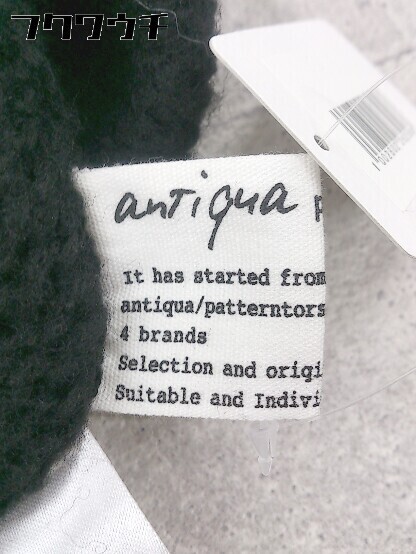 フクウウチ
antiqua
It has started from
antiqua/patterntors
4 brands
Selection and origi
Suitable and Indivi